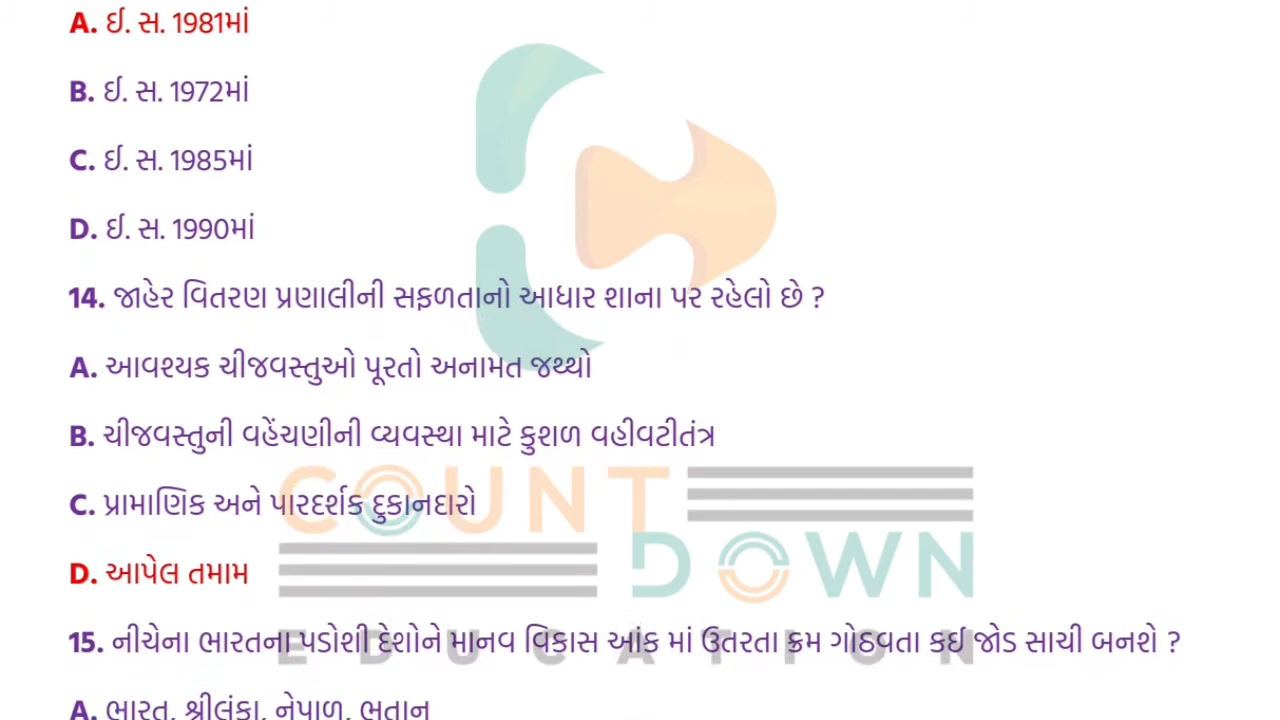 A. ઈ. સ. 1981માં
B. ઈ. સ. 1972માં
C. ઈ. સ. 1985માં
D. ઈ. સ. 1990માં
14. જાહેર વિતરણ પ્રણાલીની સફળતાનો આધાર શાના પર રહેલો છે ?
A. આવશ્યક ચીજવસ્તુઓ પૂરતો અનામત જથ્થો
B. ચીજવસ્તુની વહેંચણીની વ્યવસ્થા માટે કુશળ વહીવટીતંત્ર
COUNT
C. પ્રામાણિક અને પારદર્શક દુકાનદારો
DOWN
D. આપેલ તમામ
15. નીચેના ભારતના પડોશી દેશોને માનવ વિકાસ આંક માં ઉતરતા ક્રમ ગોઠવતા કઈ જોડ સાચી બનશે ?
EDUCATION
A. ભારત, શ્રીલંકા, નેપાળ, ભૂતાન